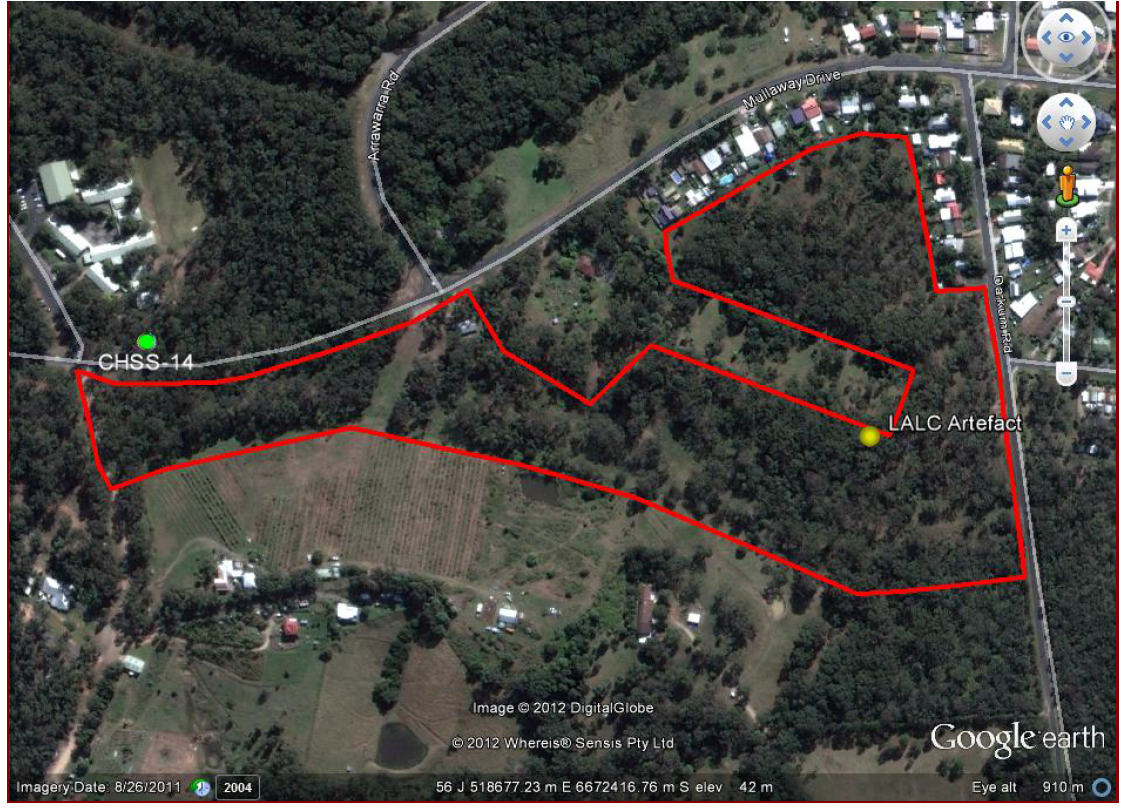 Mullaway Drive
Arrawarra Rd
Darkum Rd
CHSS-14
LALC Artefact
Image © 2012 DigitalGlobe
© 2012 Whereis® Sensis Pty Ltd
Google earth
Imagery Date: 8/26/2011 2004 56 J 518677.23 m E 6672416.76 m S elev 42 m Eye alt 910 m